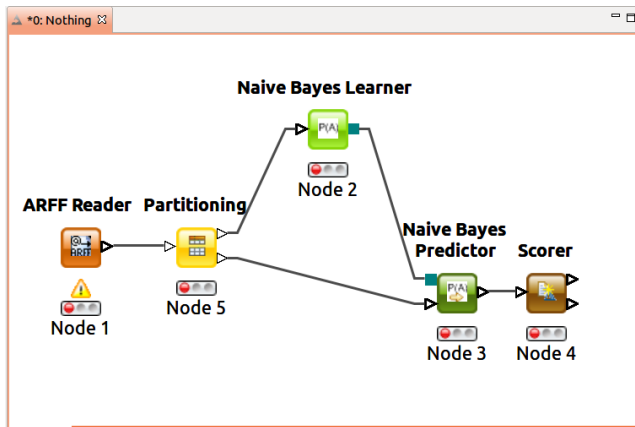 *0: Nothing
Naive Bayes Learner
P(A)
Node 2
ARFF Reader
Partitioning
ARFF
Node 1
Node 5
Naive Bayes
Predictor
Scorer
P(A)
Node 3
Node 4